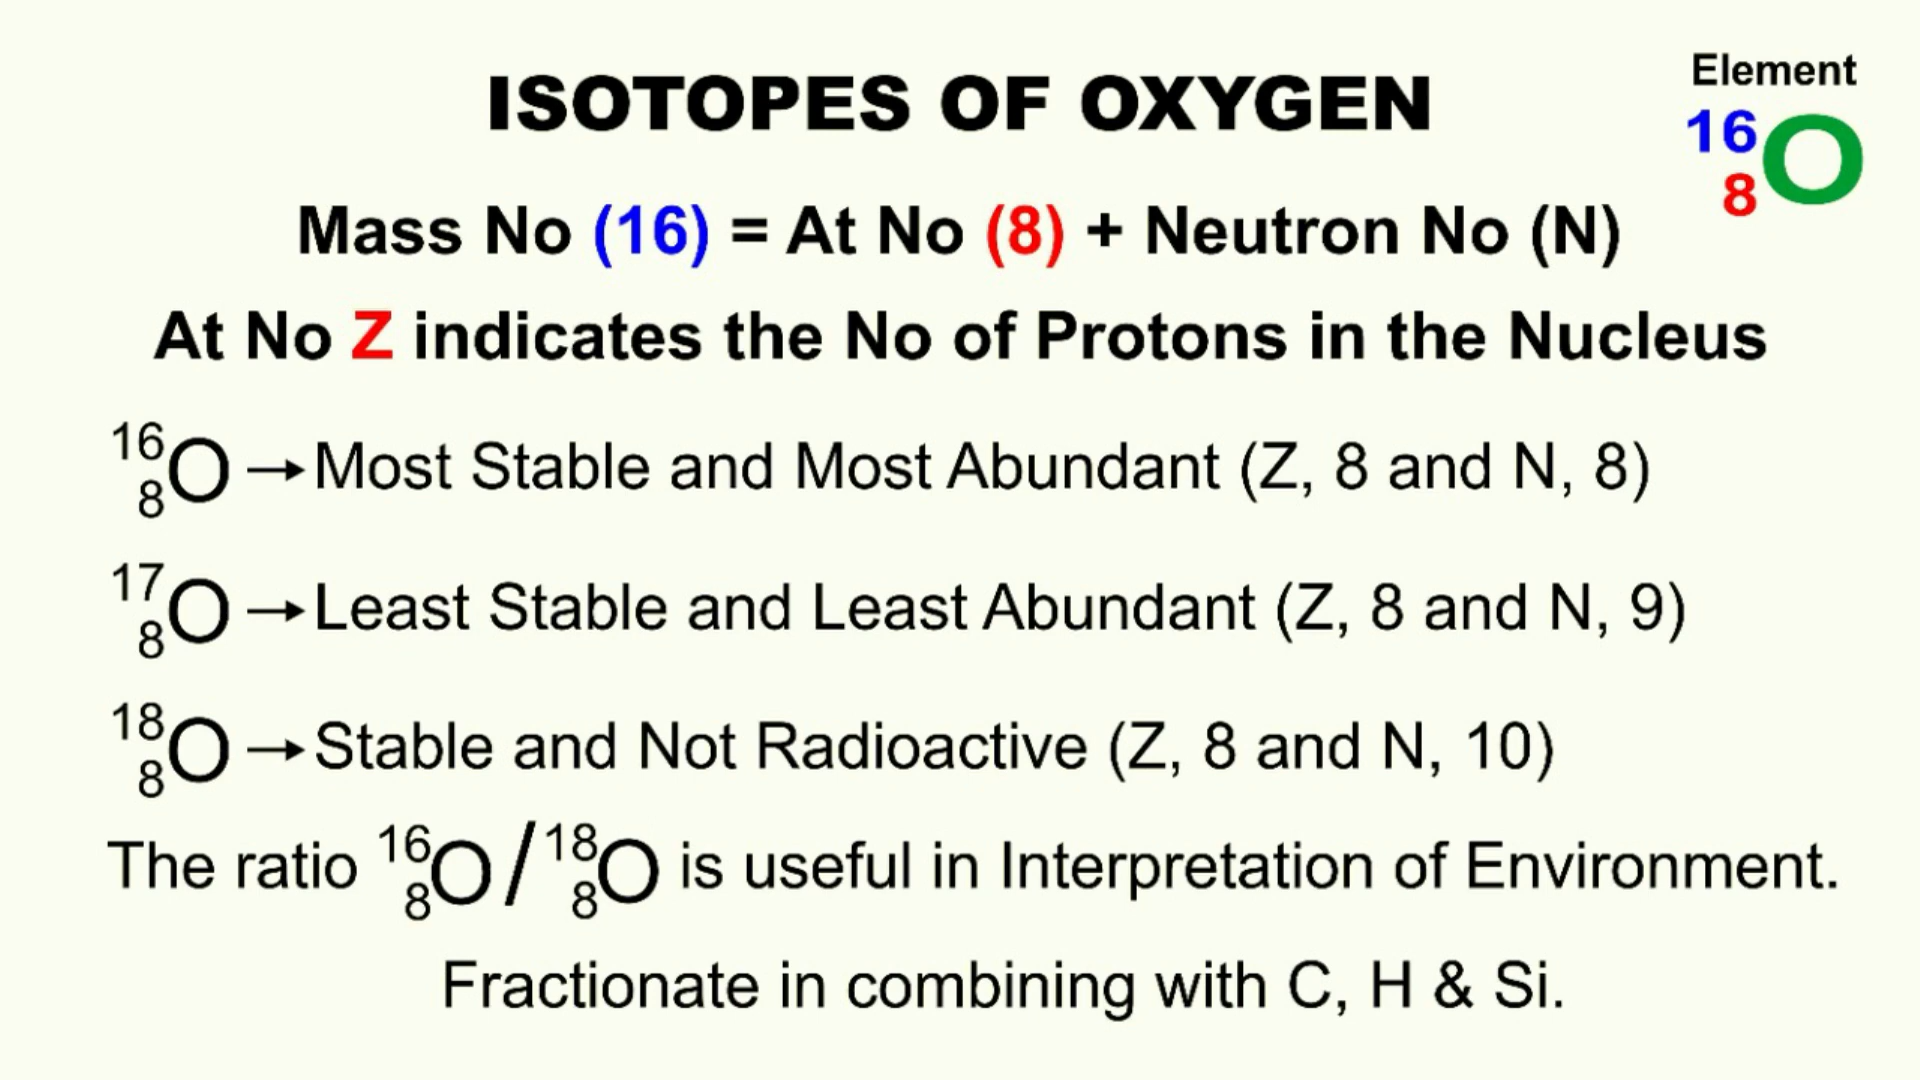 ISOTOPES OF OXYGEN
Element
16
8 O
Mass No (16) = At No (8) + Neutron No (N)
At No Z indicates the No of Protons in the Nucleus
16
8 O → Most Stable and Most Abundant (Z, 8 and N, 8)
17
8 O → Least Stable and Least Abundant (Z, 8 and N, 9)
18
8 O → Stable and Not Radioactive (Z, 8 and N, 10)
The ratio 16 8 O / 18 8 O is useful in Interpretation of Environment.
Fractionate in combining with C, H & Si.